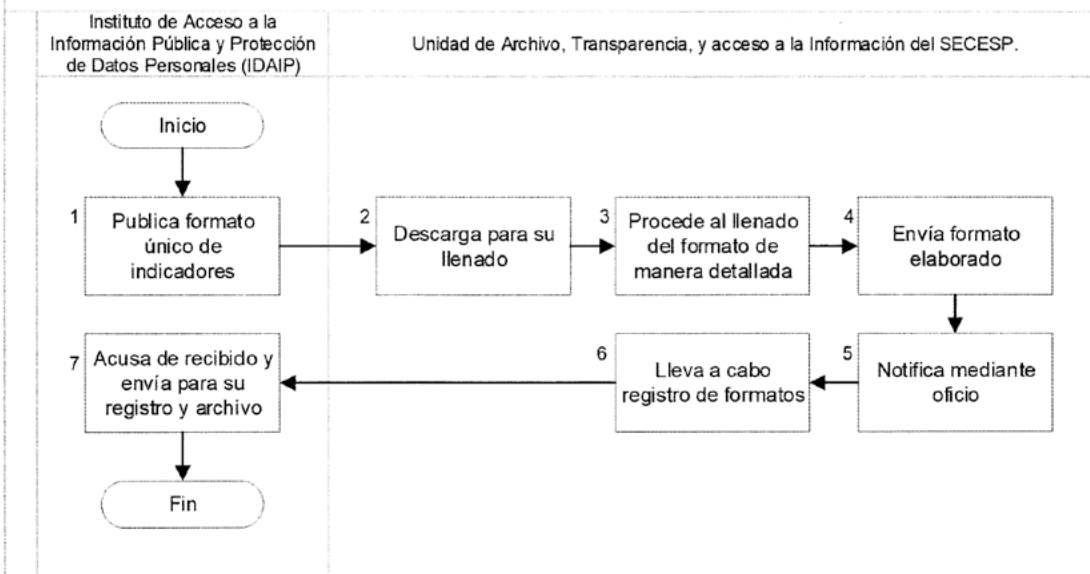 Instituto de Acceso a la
Información Pública y Protección
de Datos Personales (IDAIP)
Unidad de Archivo, Transparencia, y acceso a la Información del SECESP.
Inicio
1
Publica formato
único de
indicadores
2
Descarga para su
llenado
3
Procede al llenado
del formato de
manera detallada
4
Envía formato
elaborado
5
Notifica mediante
oficio
6
Lleva a cabo
registro de formatos
7
Acusa de recibido y
envía para su
registro y archivo
Fin